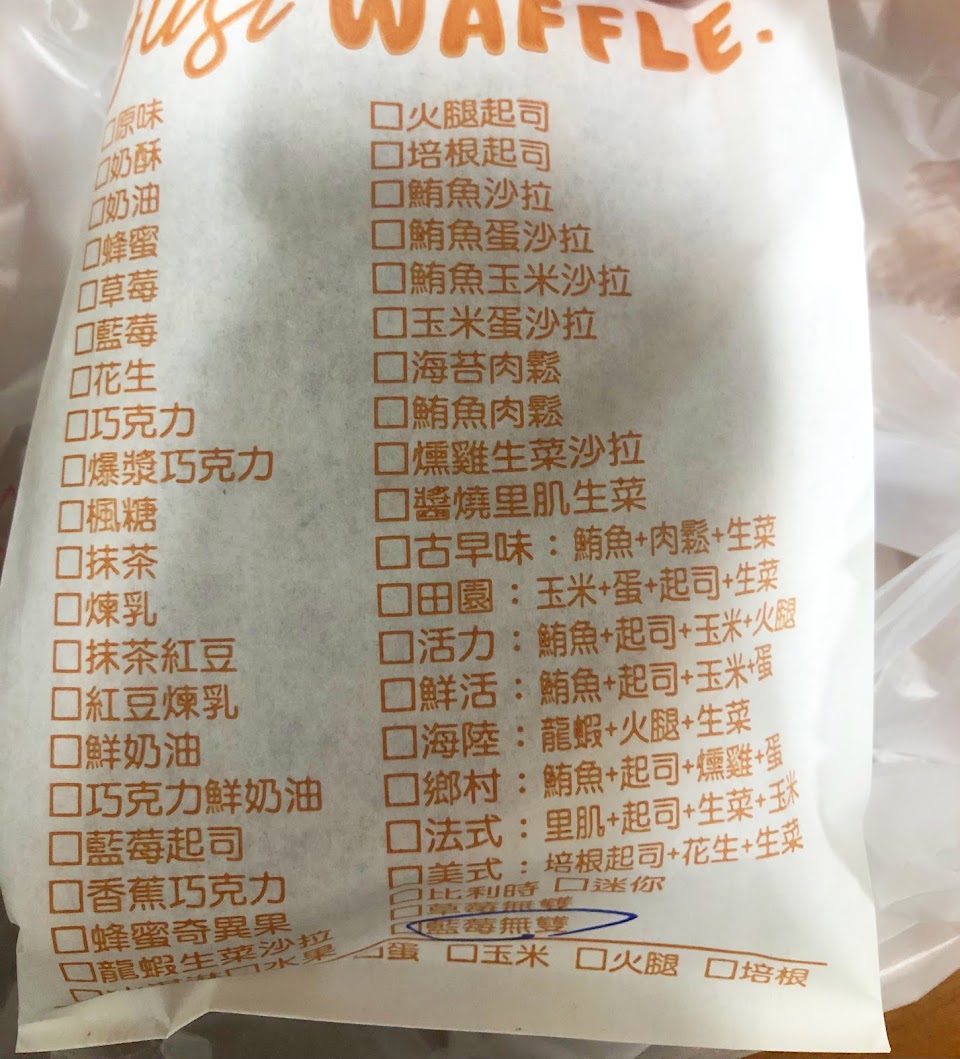 Just WAFFLE.
□原味
□奶酥
□奶油
□蜂蜜
□草莓
□藍莓
□花生
□巧克力
□爆漿巧克力
□楓糖
□抹茶
□煉乳
□抹茶紅豆
□紅豆煉乳
□鮮奶油
□巧克力鮮奶油
□藍莓起司
□香蕉巧克力
□蜂蜜奇異果
□龍蝦生菜沙拉
□水果
□火腿起司
□培根起司
□鮪魚沙拉
□鮪魚蛋沙拉
□鮪魚玉米沙拉
□玉米蛋沙拉
□海苔肉鬆
□鮪魚肉鬆
□燻雞生菜沙拉
□醬燒里肌生菜
□古早味：鮪魚+肉鬆+生菜
□田園：玉米+蛋+起司+生菜
□活力：鮪魚+起司+玉米+火腿
□鮮活：鮪魚+起司+玉米+蛋
□海陸：龍蝦+火腿+生菜
□鄉村：鮪魚+起司+燻雞+蛋
□法式：里肌+起司+生菜+玉米
□美式：培根起司+花生+生菜
□比利時 □迷你
□草莓無雙
□藍莓無雙
□蛋 □玉米 □火腿 □培根